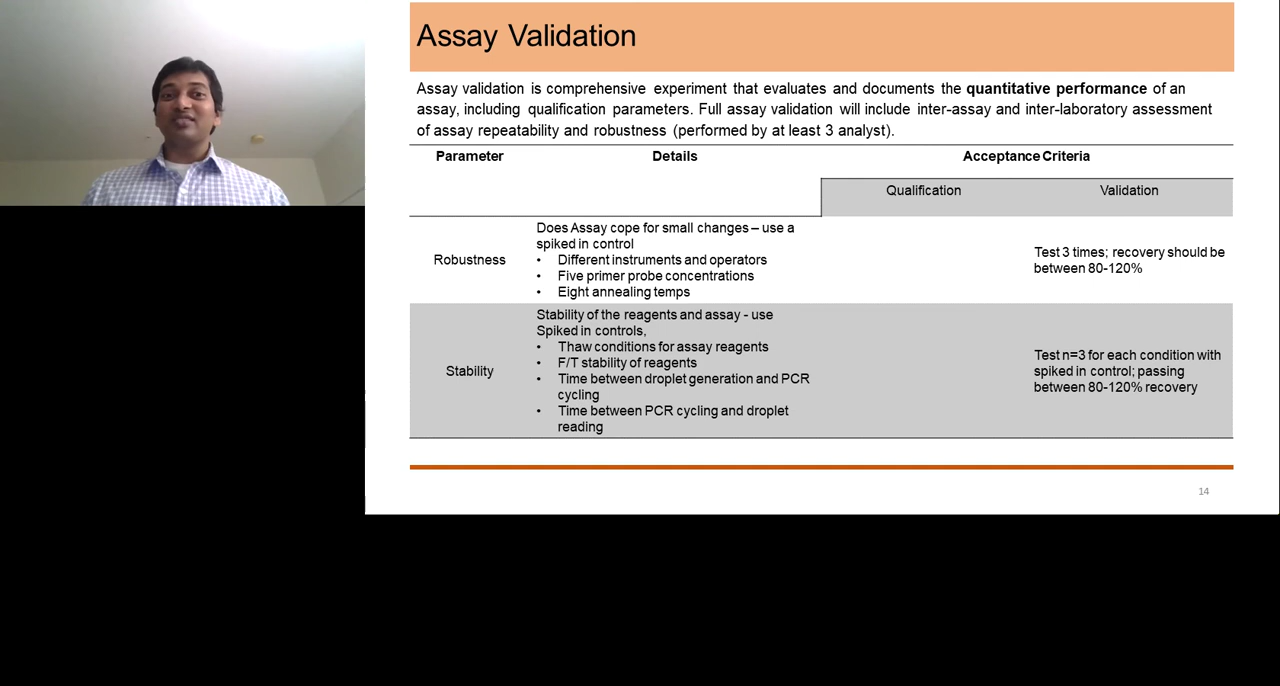 Assay Validation
Assay validation is comprehensive experiment that evaluates and documents the quantitative performance of an
assay, including qualification parameters. Full assay validation will include inter-assay and inter-laboratory assessment
of assay repeatability and robustness (performed by at least 3 analyst).
Parameter Details Acceptance Criteria
Qualification Validation
Robustness
Does Assay cope for small changes – use a
spiked in control
• Different instruments and operators
• Five primer probe concentrations
• Eight annealing temps
Test 3 times; recovery should be
between 80-120%
Stability
Stability of the reagents and assay - use
Spiked in controls,
• Thaw conditions for assay reagents
• F/T stability of reagents
• Time between droplet generation and PCR
cycling
• Time between PCR cycling and droplet
reading
Test n=3 for each condition with
spiked in control; passing
between 80-120% recovery
14